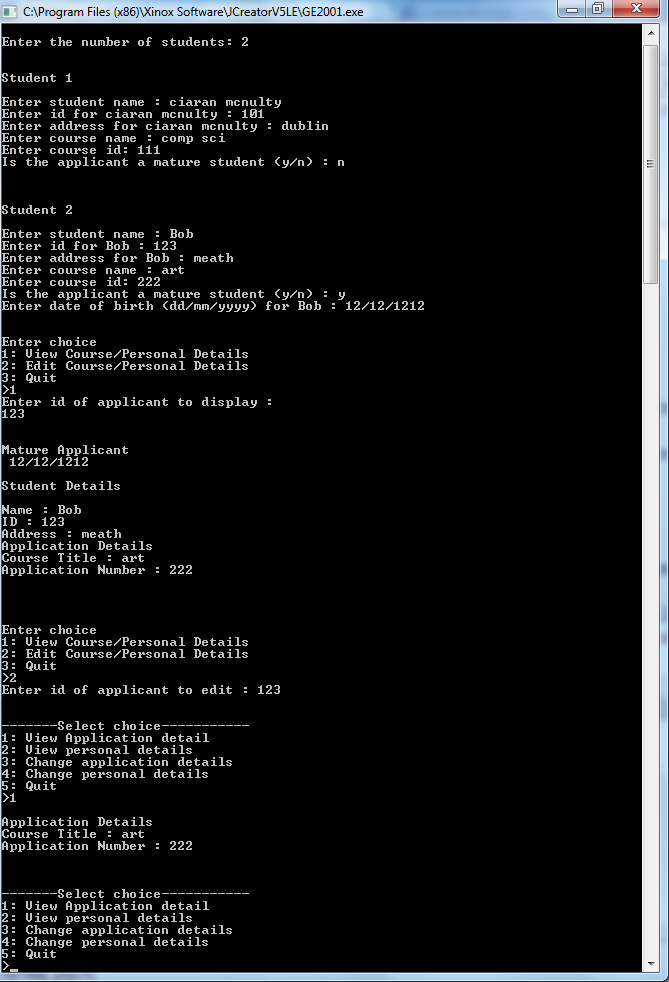 C:\Program Files (x86)\Xinox Software\JCreatorV5LE\GE2001.exe
Enter the number of students: 2
Student 1
Enter student name : ciaran mcnulty
Enter id for ciaran mcnulty : 101
Enter address for ciaran mcnulty : dublin
Enter course name : comp sci
Enter course id: 111
Is the applicant a mature student (y/n) : n
Student 2
Enter student name : Bob
Enter id for Bob : 123
Enter address for Bob : meath
Enter course name : art
Enter course id: 222
Is the applicant a mature student (y/n) : y
Enter date of birth (dd/mm/yyyy) for Bob : 12/12/1212
Enter choice
1: View Course/Personal Details
2: Edit Course/Personal Details
3: Quit
>1
Enter id of applicant to display :
123
Mature Applicant
12/12/1212
Student Details
Name : Bob
ID : 123
Address : meath
Application Details
Course Title : art
Application Number : 222
Enter choice
1: View Course/Personal Details
2: Edit Course/Personal Details
3: Quit
>2
Enter id of applicant to edit : 123
-------Select choice-----------
1: View Application detail
2: View personal details
3: Change application details
4: Change personal details
5: Quit
>1
Application Details
Course Title : art
Application Number : 222
-------Select choice-----------
1: View Application detail
2: View personal details
3: Change application details
4: Change personal details
5: Quit
>_